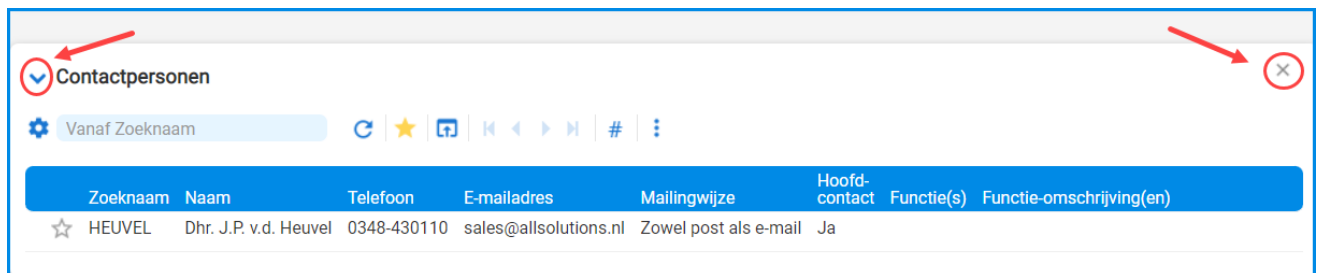 Contactpersonen
Vanaf Zoeknaam
#
Zoeknaam Naam Telefoon E-mailadres Mailingwijze Hoofd-contact Functie(s) Functie-omschrijving(en)
HEUVEL Dhr. J.P. v.d. Heuvel 0348-430110 sales@allsolutions.nl Zowel post als e-mail Ja